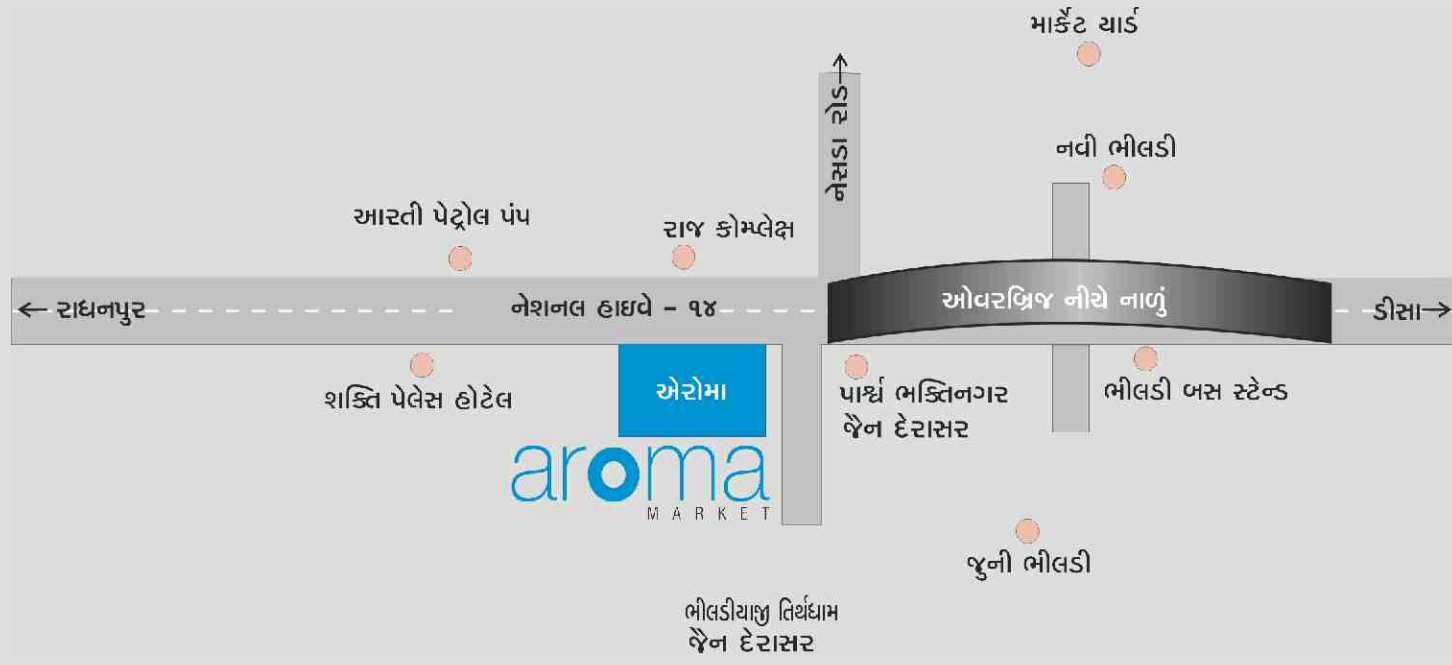 માર્કેટ યાર્ડ
નેસડા રોડ
નવી ભીલડી
આરતી પેટ્રોલ પંપ
રાજ કોમ્પ્લેક્ષ
રાધનપુર
નેશનલ હાઇવે - ૧૪
ઓવરબ્રિજ નીચે નાળું
ડીસા
શક્તિ પેલેસ હોટેલ
એરોમા
પાર્શ્વ ભક્તિનગર
જૈન દેરાસર
ભીલડી બસ સ્ટેન્ડ
aroma
MARKET
જુની ભીલડી
ભીલડીયાજી તિર્થધામ
જૈન દેરાસર